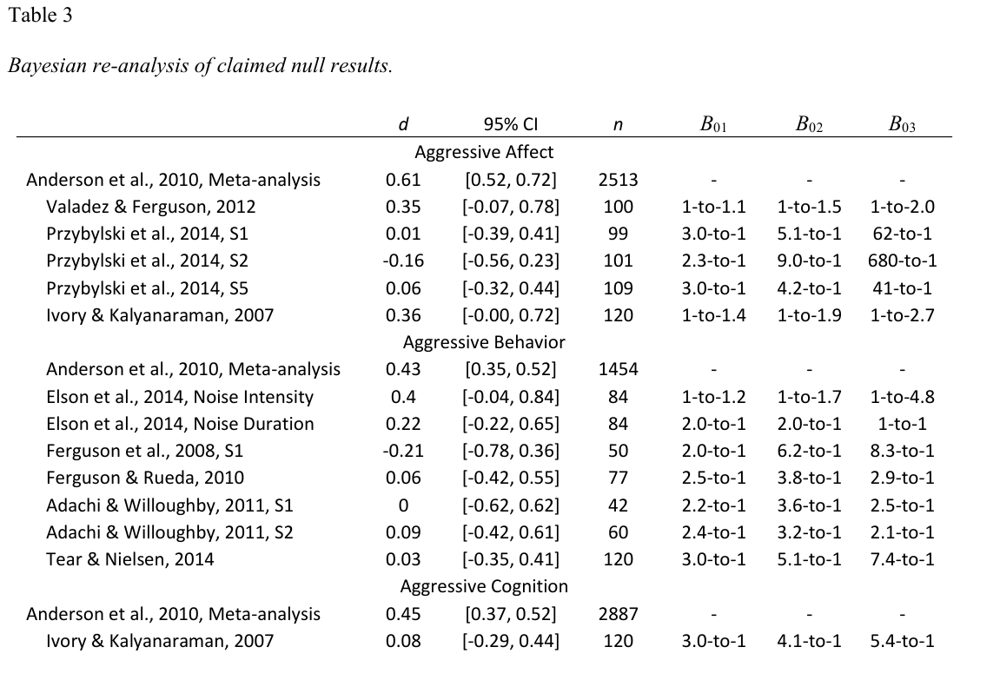 Table 3
Bayesian re-analysis of claimed null results.
d 95% CI n B01 B02 B03
Aggressive Affect
Anderson et al., 2010, Meta-analysis 0.61 [0.52, 0.72] 2513 - - -
Valadez & Ferguson, 2012 0.35 [-0.07, 0.78] 100 1-to-1.1 1-to-1.5 1-to-2.0
Przybylski et al., 2014, S1 0.01 [-0.39, 0.41] 99 3.0-to-1 5.1-to-1 62-to-1
Przybylski et al., 2014, S2 -0.16 [-0.56, 0.23] 101 2.3-to-1 9.0-to-1 680-to-1
Przybylski et al., 2014, S5 0.06 [-0.32, 0.44] 109 3.0-to-1 4.2-to-1 41-to-1
Ivory & Kalyanaraman, 2007 0.36 [-0.00, 0.72] 120 1-to-1.4 1-to-1.9 1-to-2.7
Aggressive Behavior
Anderson et al., 2010, Meta-analysis 0.43 [0.35, 0.52] 1454 - - -
Elson et al., 2014, Noise Intensity 0.4 [-0.04, 0.84] 84 1-to-1.2 1-to-1.7 1-to-4.8
Elson et al., 2014, Noise Duration 0.22 [-0.22, 0.65] 84 2.0-to-1 2.0-to-1 1-to-1
Ferguson et al., 2008, S1 -0.21 [-0.78, 0.36] 50 2.0-to-1 6.2-to-1 8.3-to-1
Ferguson & Rueda, 2010 0.06 [-0.42, 0.55] 77 2.5-to-1 3.8-to-1 2.9-to-1
Adachi & Willoughby, 2011, S1 0 [-0.62, 0.62] 42 2.2-to-1 3.6-to-1 2.5-to-1
Adachi & Willoughby, 2011, S2 0.09 [-0.42, 0.61] 60 2.4-to-1 3.2-to-1 2.1-to-1
Tear & Nielsen, 2014 0.03 [-0.35, 0.41] 120 3.0-to-1 5.1-to-1 7.4-to-1
Aggressive Cognition
Anderson et al., 2010, Meta-analysis 0.45 [0.37, 0.52] 2887 - - -
Ivory & Kalyanaraman, 2007 0.08 [-0.29, 0.44] 120 3.0-to-1 4.1-to-1 5.4-to-1